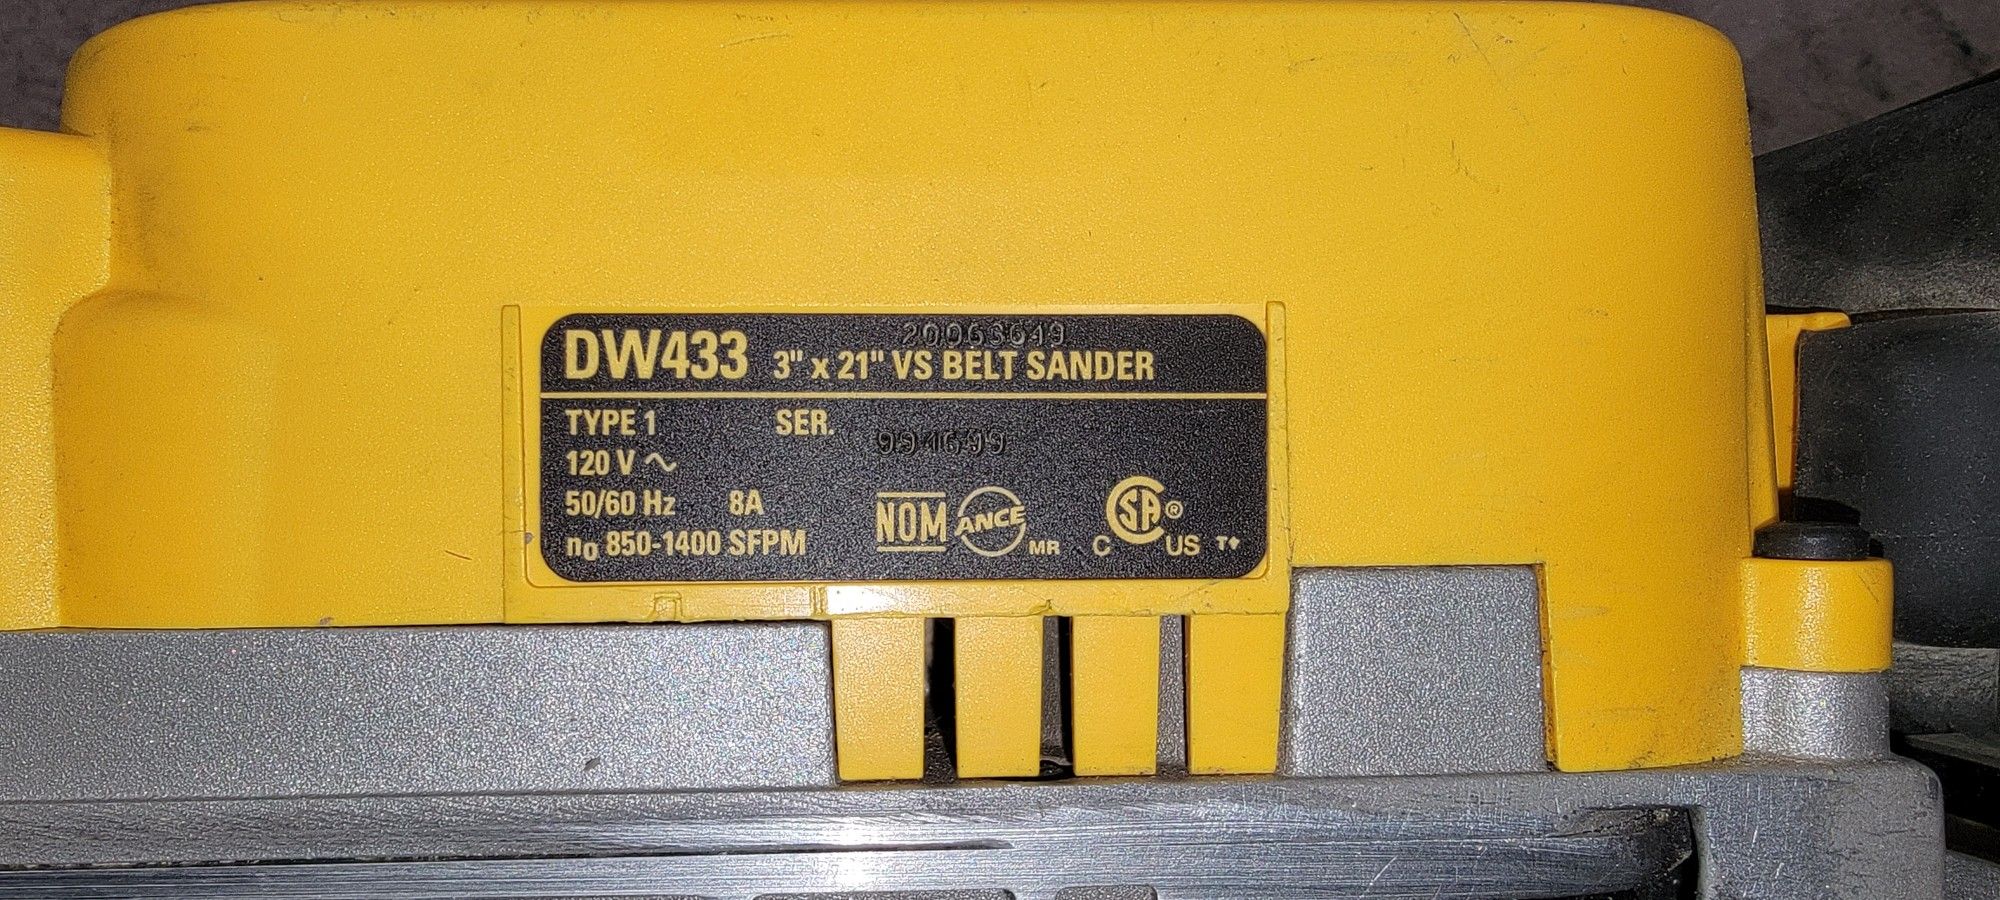 20063649
DW433 3" x 21" VS BELT SANDER
TYPE 1 SER.
120 V ~
50/60 Hz 8A
no 850-1400 SFPM
NOM ANCE MR
SA ®
C US T♦